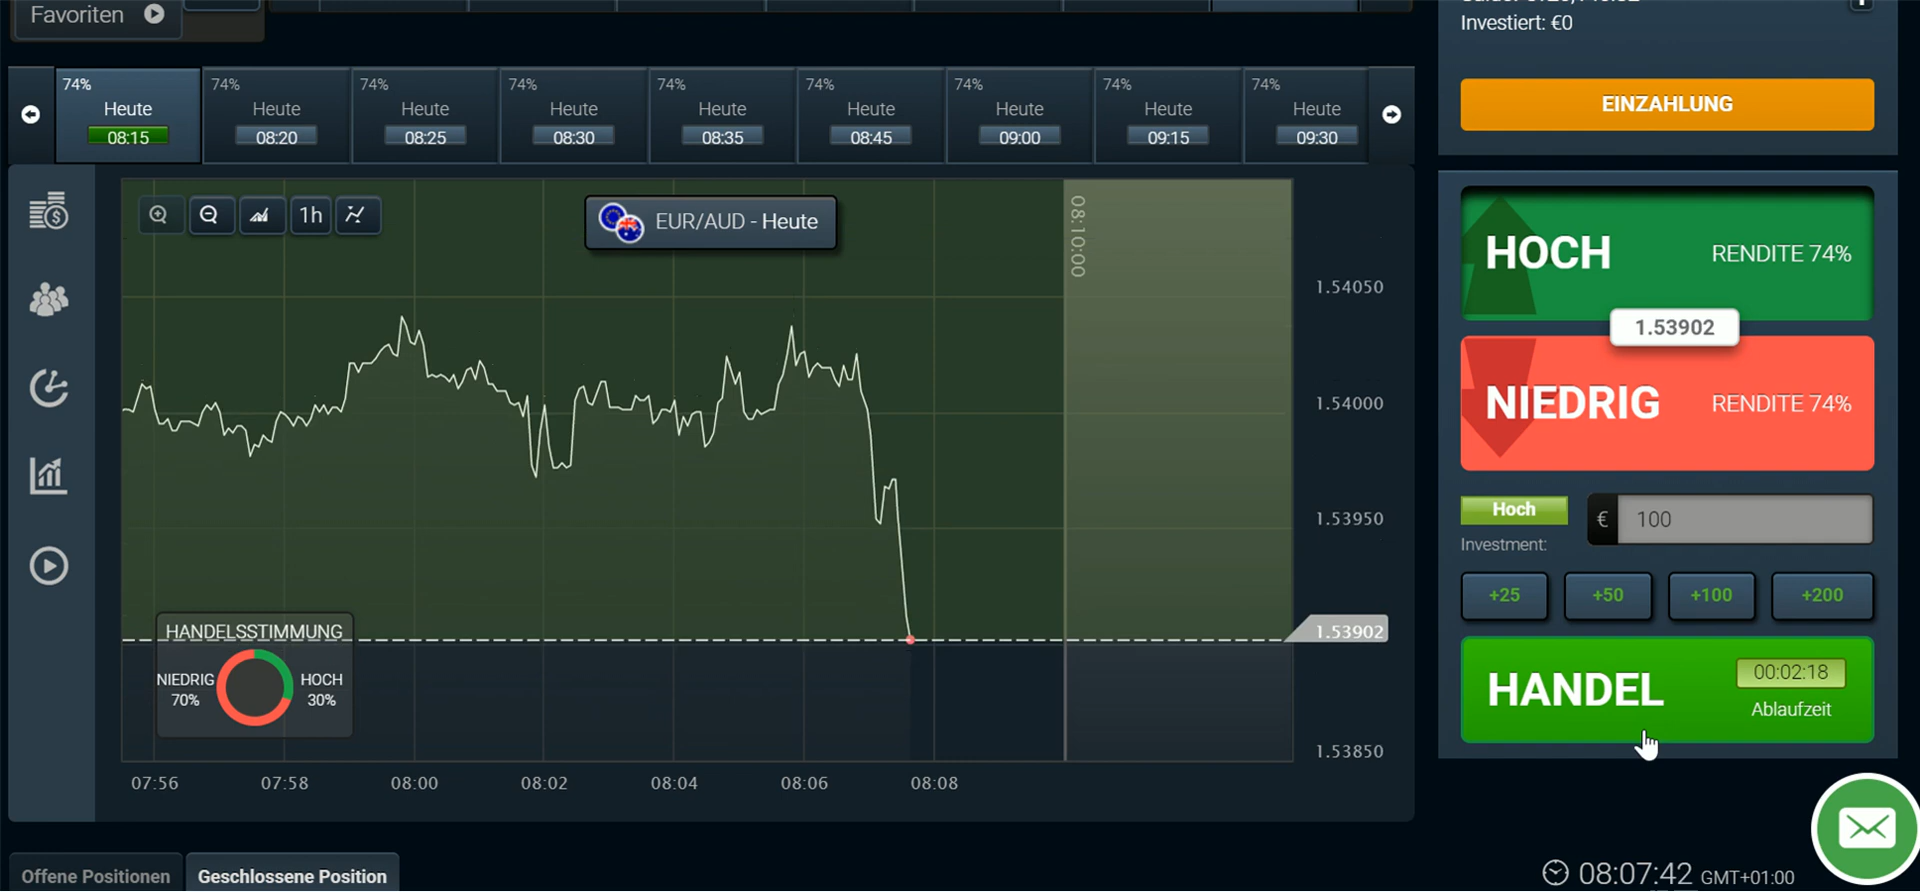 Favoriten
Investiert: €0
EINZAHLUNG
74% 74% 74% 74% 74% 74% 74% 74% 74%
Heute Heute Heute Heute Heute Heute Heute Heute Heute
08:15 08:20 08:25 08:30 08:35 08:45 09:00 09:15 09:30
1h
EUR/AUD - Heute
08:10:00
1.54050
1.54000
1.53950
1.53902
1.53850
HANDELSSTIMMUNG
NIEDRIG HOCH
70% 30%
07:56 07:58 08:00 08:02 08:04 08:06 08:08
HOCH RENDITE 74%
1.53902
NIEDRIG RENDITE 74%
Hoch € 100
Investment:
+25 +50 +100 +200
HANDEL 00:02:18
Ablaufzeit
Offene Positionen Geschlossene Position
08:07:42 GMT+01:00